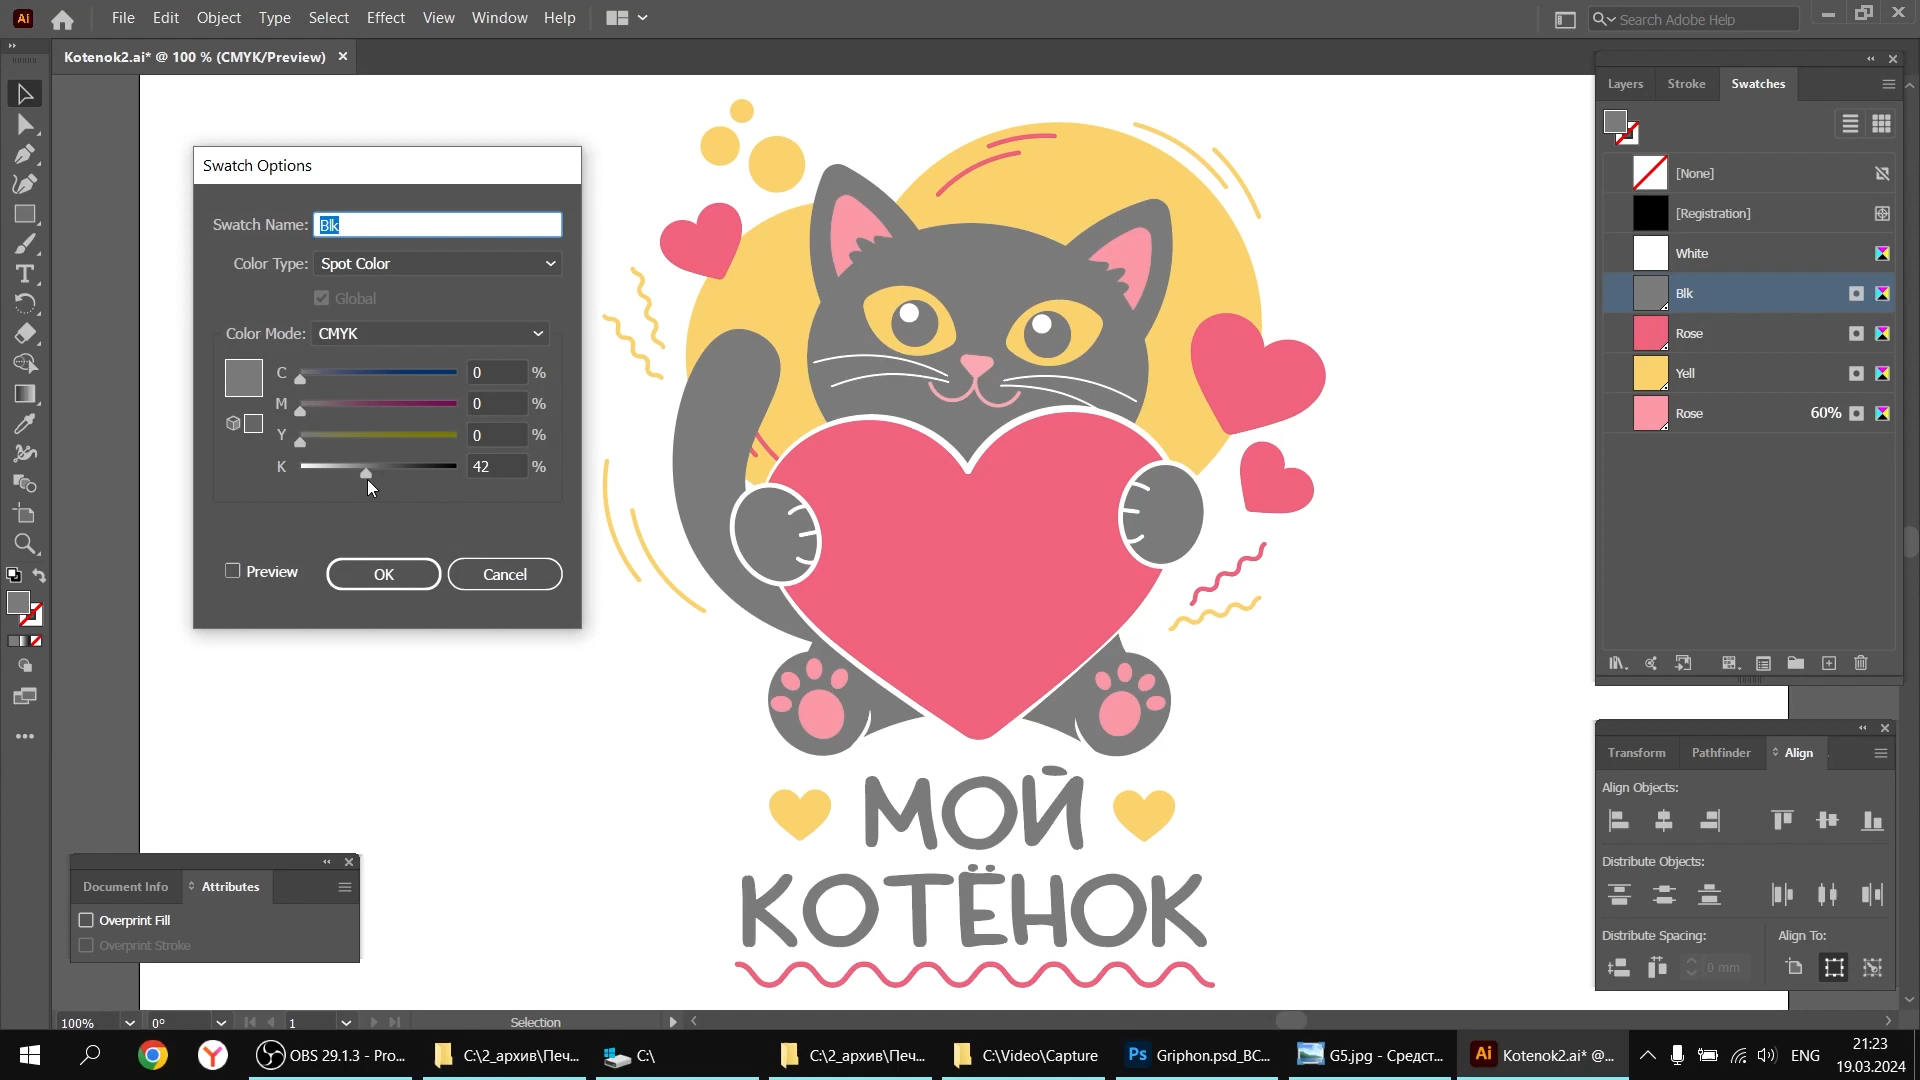 Ai File Edit Object Type Select Effect View Window Help Search Adobe Help
Kotenok2.ai* @ 100 % (CMYK/Preview)
Layers Stroke Swatches
[None]
[Registration]
White
Blk
Rose
Yell
Rose 60%
Swatch Options
Swatch Name: Blk
Color Type: Spot Color
Global
Color Mode: CMYK
C 0 %
M 0 %
Y 0 %
K 42 %
Preview OK Cancel
МОЙ
КОТЁНОК
Transform Pathfinder Align
Align Objects:
Distribute Objects:
Distribute Spacing: Align To:
0 mm
Document Info Attributes
Overprint Fill
Overprint Stroke
100% 0° 1 Selection
OBS 29.1.3 - Pro... C:\2_архив\Печ... C:\ C:\2_архив\Печ... C:\Video\Capture Ps Griphon.psd_BC... G5.jpg - Средст... Ai Kotenok2.ai* @... ENG 21:23
19.03.2024